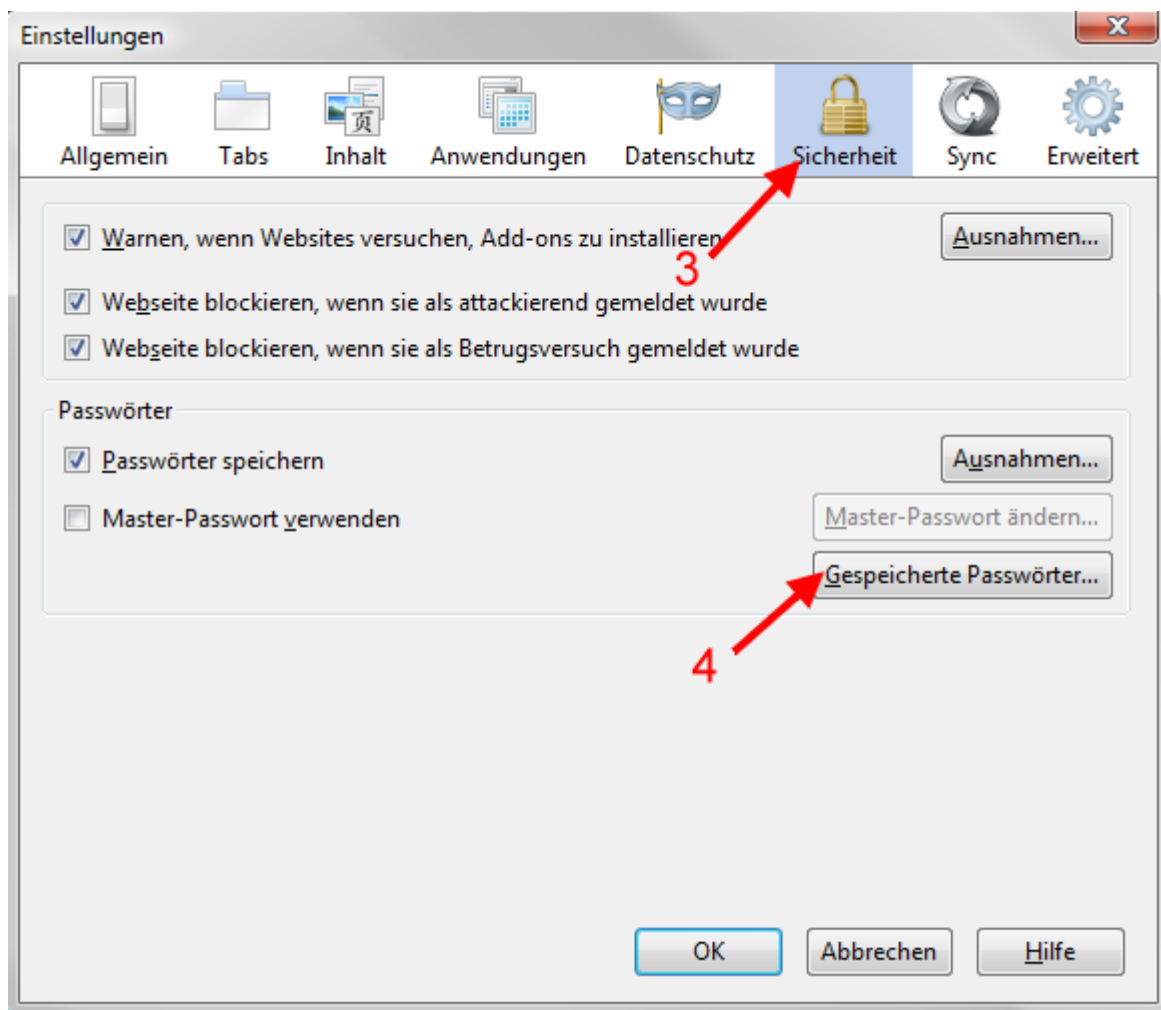 Einstellungen
页
Allgemein Tabs Inhalt Anwendungen Datenschutz Sicherheit Sync Erweitert
Warnen, wenn Websites versuchen, Add-ons zu installieren Ausnahmen...
3
Webseite blockieren, wenn sie als attackierend gemeldet wurde
Webseite blockieren, wenn sie als Betrugsversuch gemeldet wurde
Passwörter
Passwörter speichern Ausnahmen...
Master-Passwort verwenden Master-Passwort ändern...
Gespeicherte Passwörter...
4
OK Abbrechen Hilfe